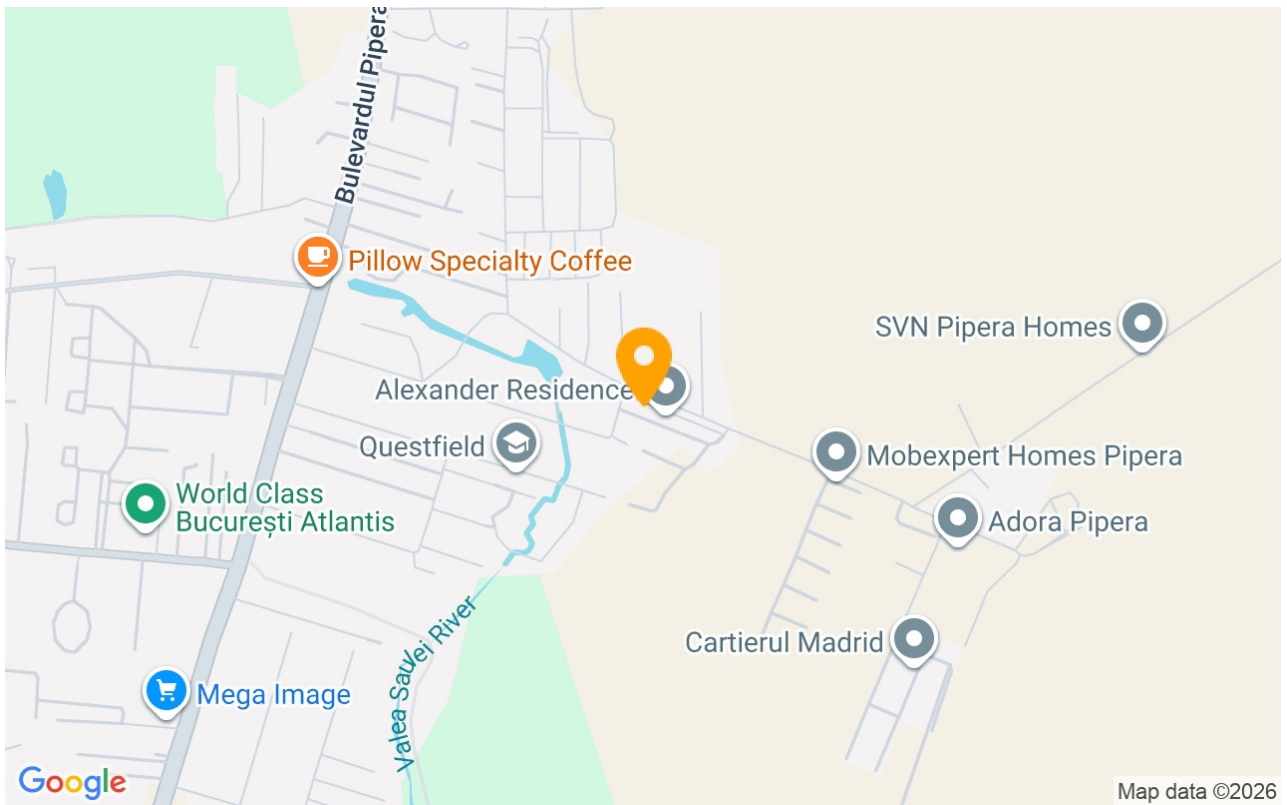 Bulevardul Pipera
Pillow Specialty Coffee
SVN Pipera Homes
Alexander Residence
Questfield
Mobexpert Homes Pipera
World Class
București Atlantis
Adora Pipera
Cartierul Madrid
Valea Saulei River
Mega Image
Google
Map data ©2026